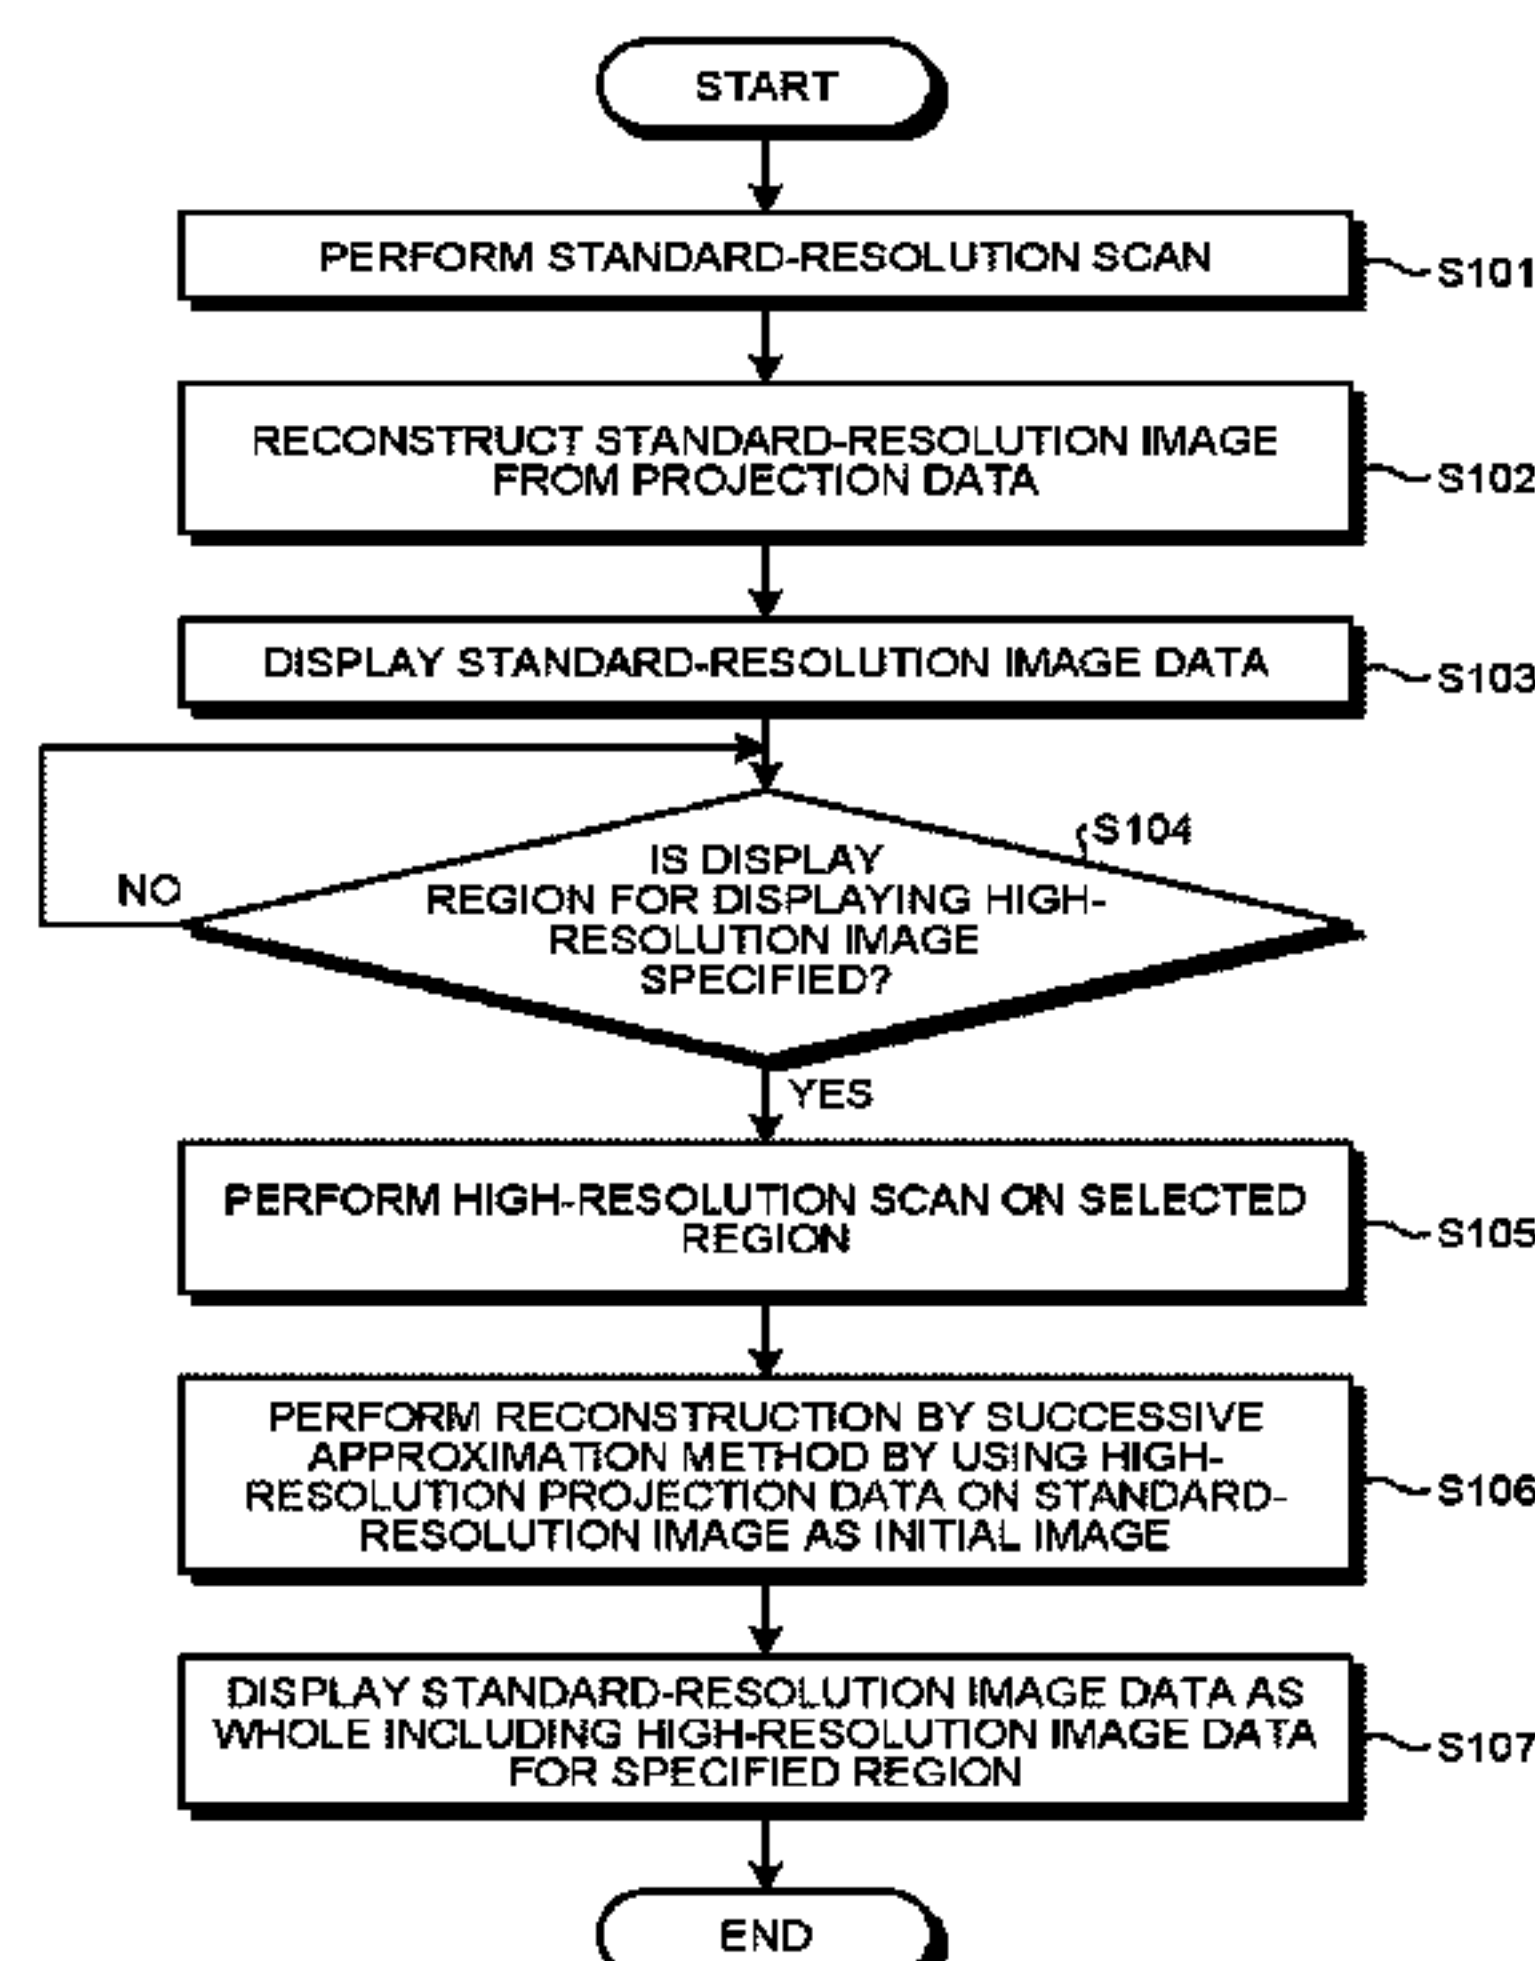 START
PERFORM STANDARD-RESOLUTION SCAN
S101
RECONSTRUCT STANDARD-RESOLUTION IMAGE
FROM PROJECTION DATA
S102
DISPLAY STANDARD-RESOLUTION IMAGE DATA
S103
S104
IS DISPLAY
REGION FOR DISPLAYING HIGH-
RESOLUTION IMAGE
SPECIFIED?
NO
YES
PERFORM HIGH-RESOLUTION SCAN ON SELECTED
REGION
S105
PERFORM RECONSTRUCTION BY SUCCESSIVE
APPROXIMATION METHOD BY USING HIGH-
RESOLUTION PROJECTION DATA ON STANDARD-
RESOLUTION IMAGE AS INITIAL IMAGE
S106
DISPLAY STANDARD-RESOLUTION IMAGE DATA AS
WHOLE INCLUDING HIGH-RESOLUTION IMAGE DATA
FOR SPECIFIED REGION
S107
END